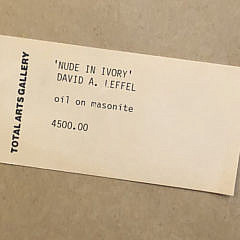 TOTAL ARTS GALLERY
'NUDE IN IVORY'
DAVID A. LEFFEL
oil on masonite
4500.00